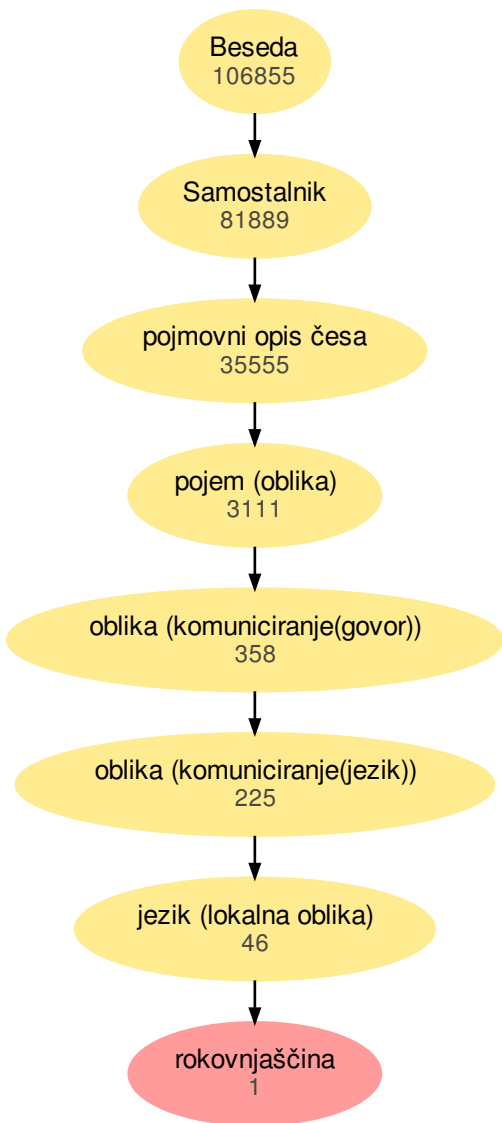 Beseda
106855
Samostalnik
81889
pojmovni opis česa
35555
pojem (oblika)
3111
oblika (komuniciranje(govor))
358
oblika (komuniciranje(jezik))
225
jezik (lokalna oblika)
46
rokovnjaščina
1